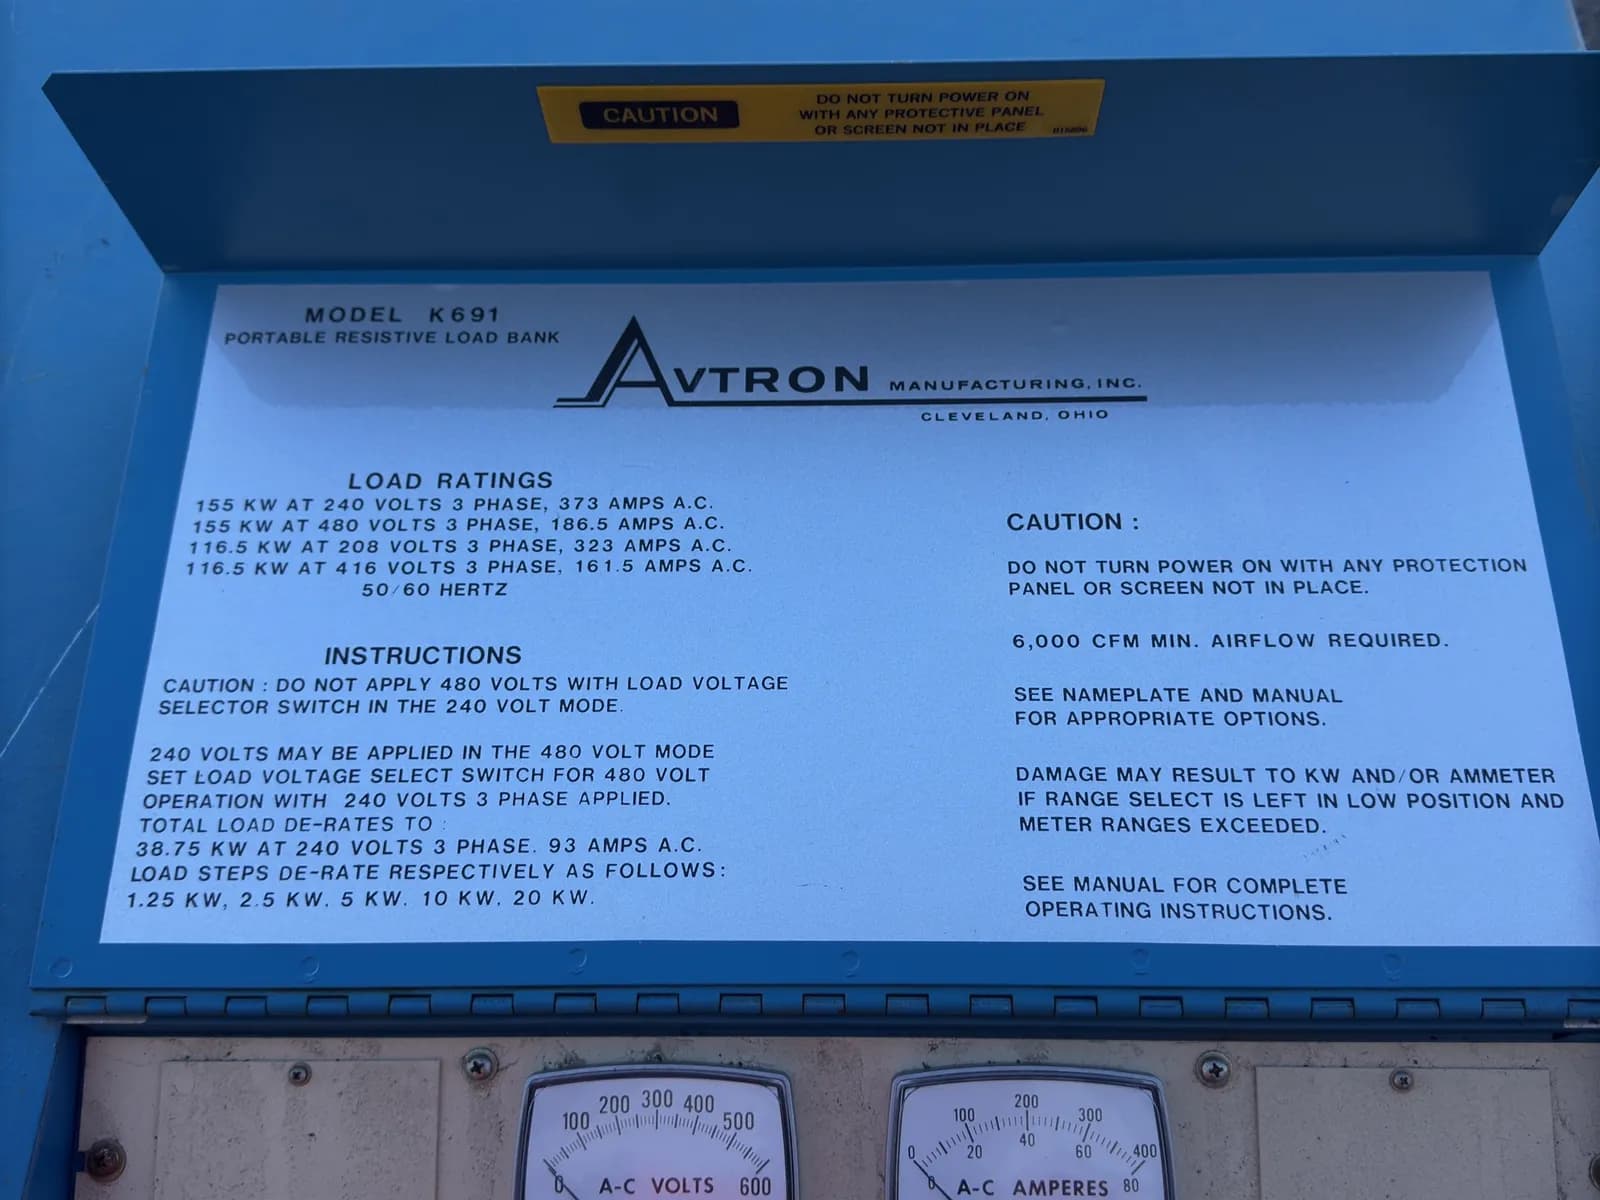 CAUTION
DO NOT TURN POWER ON
WITH ANY PROTECTIVE PANEL
OR SCREEN NOT IN PLACE
MODEL K691
PORTABLE RESISTIVE LOAD BANK
AVTRON MANUFACTURING, INC.
CLEVELAND, OHIO
LOAD RATINGS
155 KW AT 240 VOLTS 3 PHASE, 373 AMPS A.C.
155 KW AT 480 VOLTS 3 PHASE, 186.5 AMPS A.C.
116.5 KW AT 208 VOLTS 3 PHASE, 323 AMPS A.C.
116.5 KW AT 416 VOLTS 3 PHASE, 161.5 AMPS A.C.
50/60 HERTZ
INSTRUCTIONS
CAUTION : DO NOT APPLY 480 VOLTS WITH LOAD VOLTAGE
SELECTOR SWITCH IN THE 240 VOLT MODE.
240 VOLTS MAY BE APPLIED IN THE 480 VOLT MODE
SET LOAD VOLTAGE SELECT SWITCH FOR 480 VOLT
OPERATION WITH 240 VOLTS 3 PHASE APPLIED.
TOTAL LOAD DE-RATES TO :
38.75 KW AT 240 VOLTS 3 PHASE. 93 AMPS A.C.
LOAD STEPS DE-RATE RESPECTIVELY AS FOLLOWS:
1.25 KW, 2.5 KW. 5 KW. 10 KW. 20 KW.
CAUTION :
DO NOT TURN POWER ON WITH ANY PROTECTION
PANEL OR SCREEN NOT IN PLACE.
6,000 CFM MIN. AIRFLOW REQUIRED.
SEE NAMEPLATE AND MANUAL
FOR APPROPRIATE OPTIONS.
DAMAGE MAY RESULT TO KW AND/OR AMMETER
IF RANGE SELECT IS LEFT IN LOW POSITION AND
METER RANGES EXCEEDED.
SEE MANUAL FOR COMPLETE
OPERATING INSTRUCTIONS.
0 100 200 300 400 500 600
A-C VOLTS
0 100 200 300 400
0 20 40 60 80
A-C AMPERES